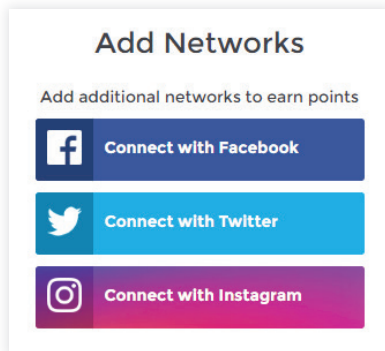 Add Networks
Add additional networks to earn points
Connect with Facebook
Connect with Twitter
Connect with Instagram